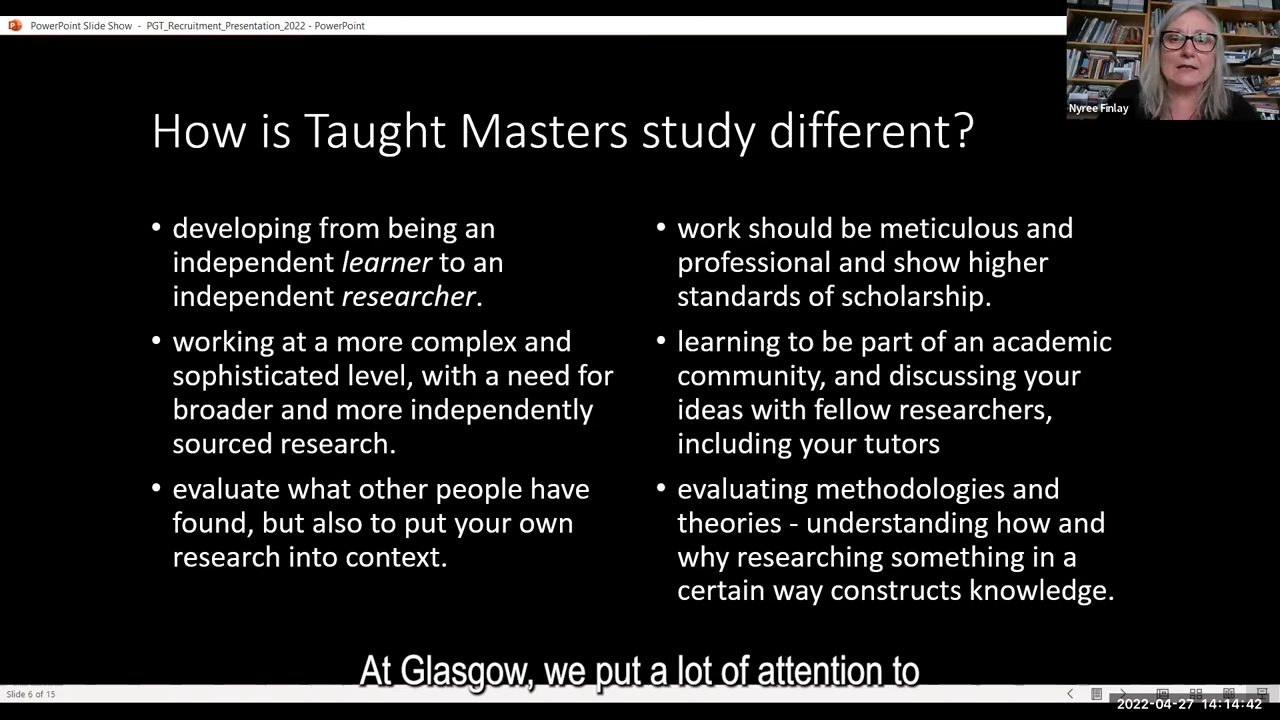 PowerPoint Slide Show - PGT_Recruitment_Presentation_2022 - PowerPoint
Nyree Finlay
How is Taught Masters study different?
• developing from being an
independent learner to an
independent researcher.
• working at a more complex and
sophisticated level, with a need for
broader and more independently
sourced research.
• evaluate what other people have
found, but also to put your own
research into context.
• work should be meticulous and
professional and show higher
standards of scholarship.
• learning to be part of an academic
community, and discussing your
ideas with fellow researchers,
including your tutors
• evaluating methodologies and
theories - understanding how and
why researching something in a
certain way constructs knowledge.
At Glasgow, we put a lot of attention to
Slide 6 of 15
2022-04-27 14:14:42